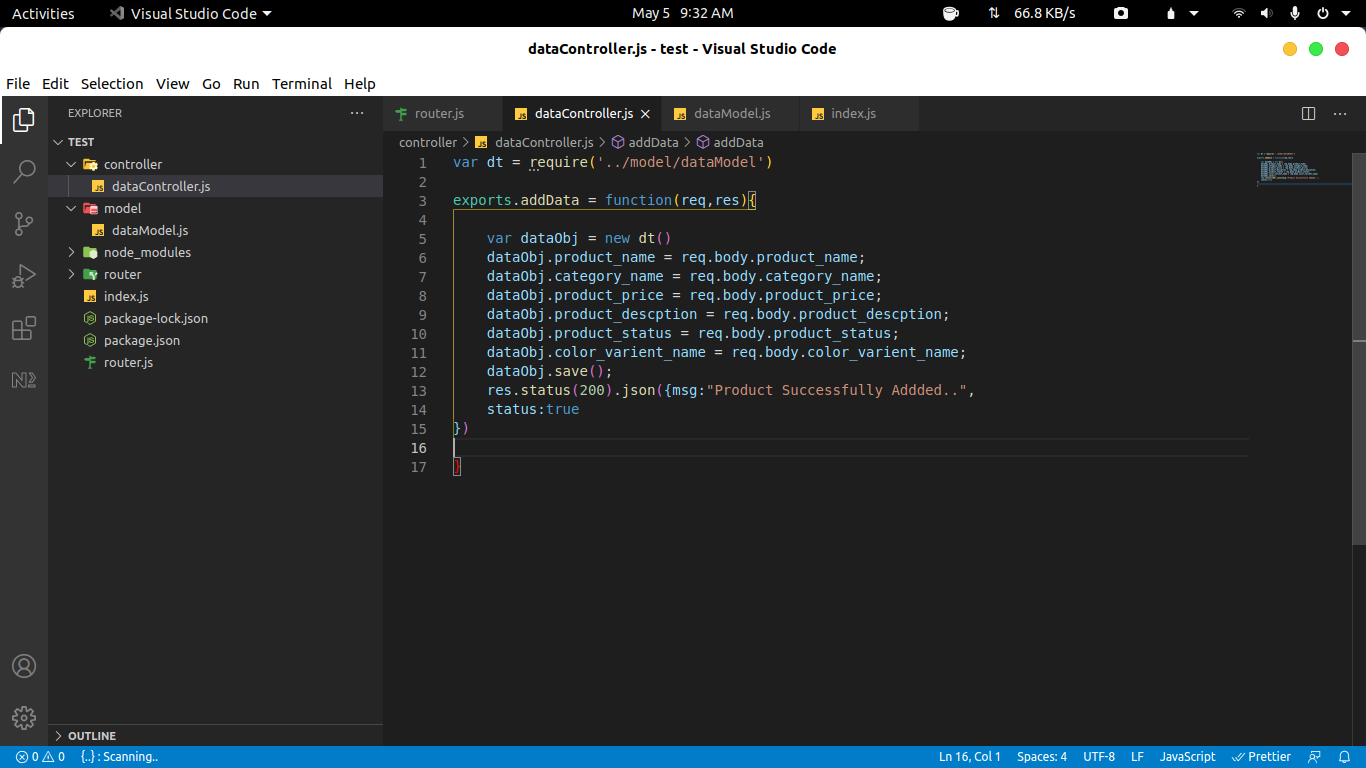 Activities Visual Studio Code May 5 9:32 AM 66.8 KB/s
dataController.js - test - Visual Studio Code
File Edit Selection View Go Run Terminal Help
EXPLORER
TEST
controller
dataController.js
model
dataModel.js
node_modules
router
index.js
package-lock.json
package.json
router.js
OUTLINE
router.js dataController.js dataModel.js index.js
controller > dataController.js > addData > addData
1 var dt = require('../model/dataModel')
2
3 exports.addData = function(req,res){
4
5 var dataObj = new dt()
6 dataObj.product_name = req.body.product_name;
7 dataObj.category_name = req.body.category_name;
8 dataObj.product_price = req.body.product_price;
9 dataObj.product_descption = req.body.product_descption;
10 dataObj.product_status = req.body.product_status;
11 dataObj.color_varient_name = req.body.color_varient_name;
12 dataObj.save();
13 res.status(200).json({msg:"Product Successfully Addded..",
14 status:true
15 })
16
17 }
0 0 {..} : Scanning.. Ln 16, Col 1 Spaces: 4 UTF-8 LF JavaScript Prettier